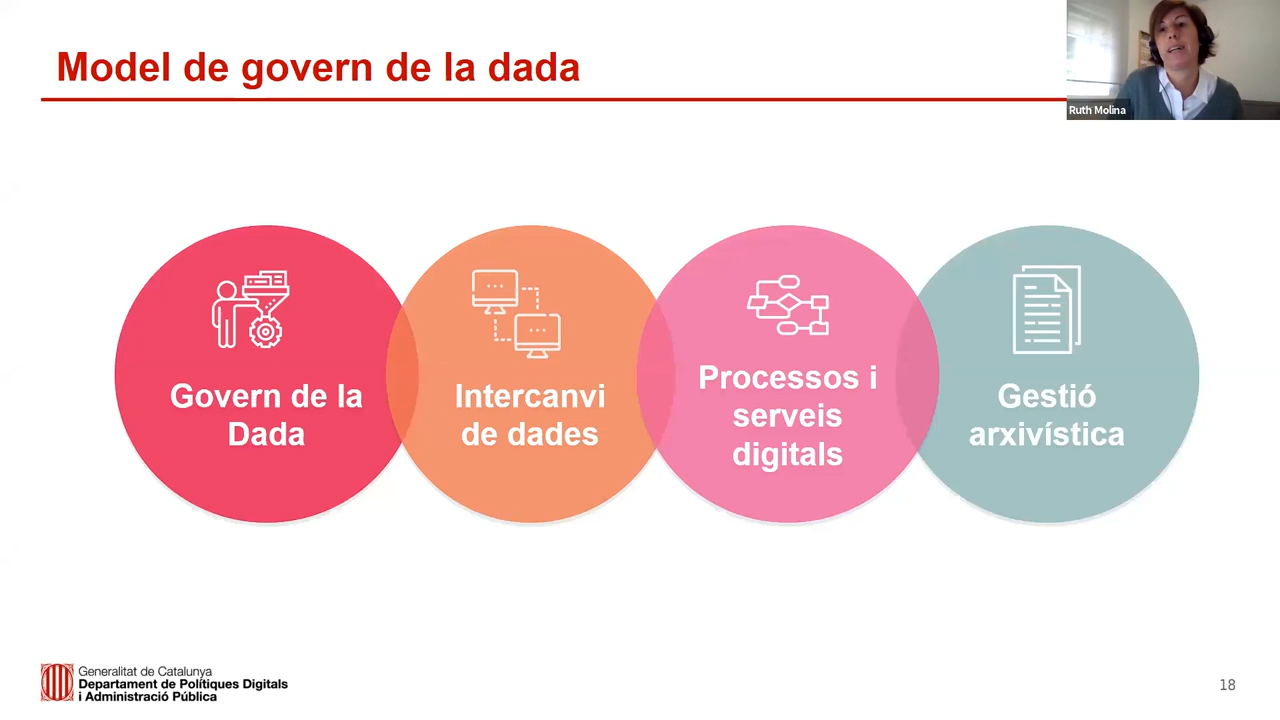 Model de govern de la dada
Ruth Molina
Govern de la
Dada
Intercanvi
de dades
Processos i
serveis
digitals
Gestió
arxivística
Generalitat de Catalunya
Departament de Polítiques Digitals
i Administració Pública
18